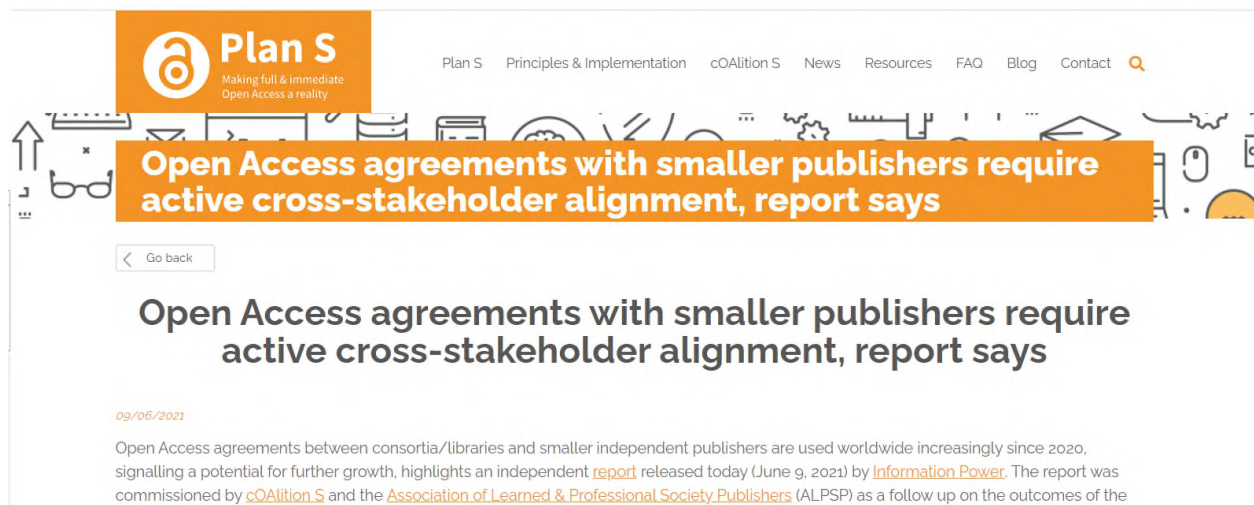 Plan S
Making full & immediate
Open Access a reality
Plan S Principles & Implementation cOAlition S News Resources FAQ Blog Contact
Open Access agreements with smaller publishers require
active cross-stakeholder alignment, report says
Go back
Open Access agreements with smaller publishers require
active cross-stakeholder alignment, report says
09/06/2021
Open Access agreements between consortia/libraries and smaller independent publishers are used worldwide increasingly since 2020,
signalling a potential for further growth, highlights an independent report released today (June 9, 2021) by Information Power. The report was
commissioned by cOAlition S and the Association of Learned & Professional Society Publishers (ALPSP) as a follow up on the outcomes of the